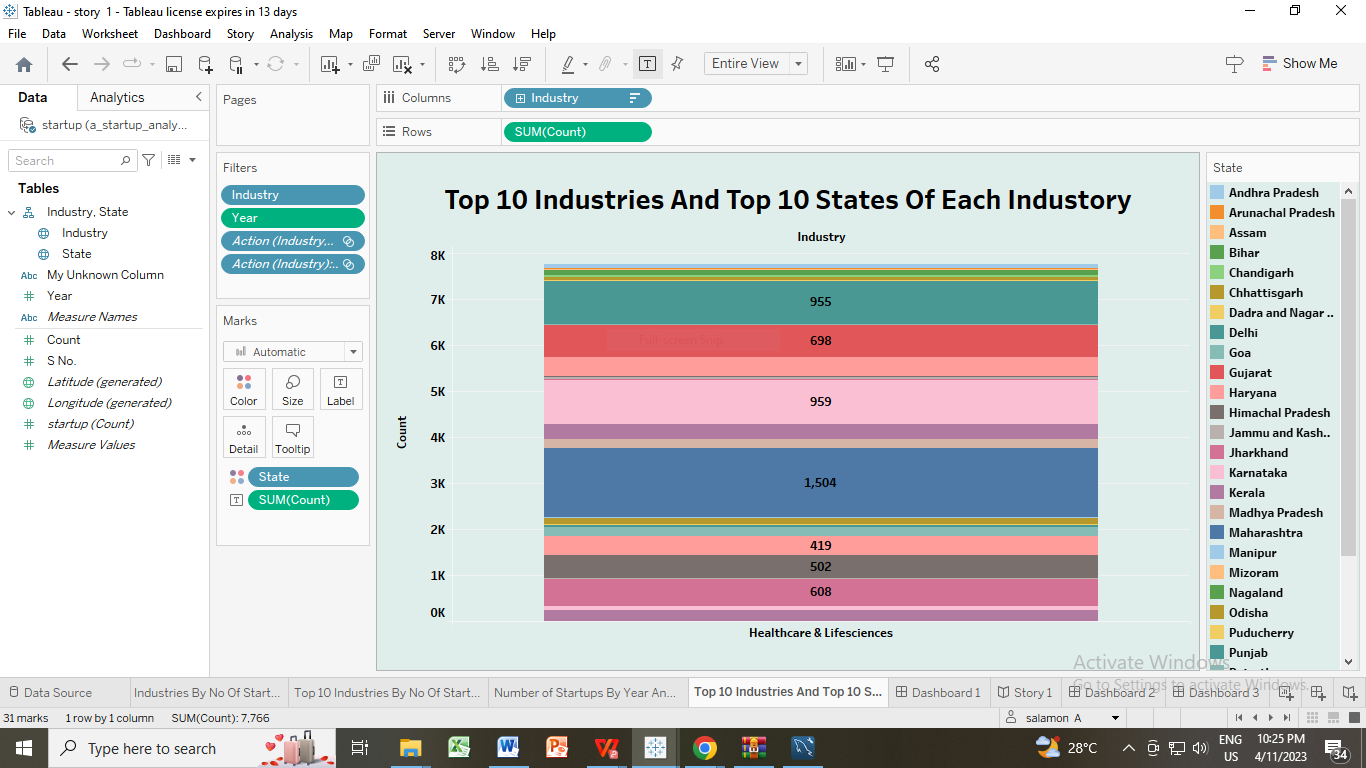 Tableau - story 1 - Tableau license expires in 13 days
File Data Worksheet Dashboard Story Analysis Map Format Server Window Help
Entire View
Show Me
Data Analytics
startup (a_startup_analy...
Search
Tables
Industry, State
Industry
State
Abc My Unknown Column
Year
Abc Measure Names
Count
S No.
Latitude (generated)
Longitude (generated)
startup (Count)
Measure Values
Pages
Filters
Industry
Year
Action (Industry,..
Action (Industry):..
Marks
Automatic
Color Size Label
Detail Tooltip
State
SUM(Count)
Columns Industry
Rows SUM(Count)
Top 10 Industries And Top 10 States Of Each Industory
Industry
Count
8K
7K
6K
5K
4K
3K
2K
1K
0K
955
698
Full-screen Snip
959
1,504
419
502
608
Healthcare & Lifesciences
State
Andhra Pradesh
Arunachal Pradesh
Assam
Bihar
Chandigarh
Chhattisgarh
Dadra and Nagar ..
Delhi
Goa
Gujarat
Haryana
Himachal Pradesh
Jammu and Kash..
Jharkhand
Karnataka
Kerala
Madhya Pradesh
Maharashtra
Manipur
Mizoram
Nagaland
Odisha
Puducherry
Punjab
Activate Windows
Go to Settings to activate Windows.
Data Source Industries By No Of Start... Top 10 Industries By No Of Start... Number of Startups By Year An... Top 10 Industries And Top 10 S... Dashboard 1 Story 1 Dashboard 2 Dashboard 3
31 marks 1 row by 1 column SUM(Count): 7,766 salamon A
Type here to search
28°C
ENG
US
10:25 PM
4/11/2023
34